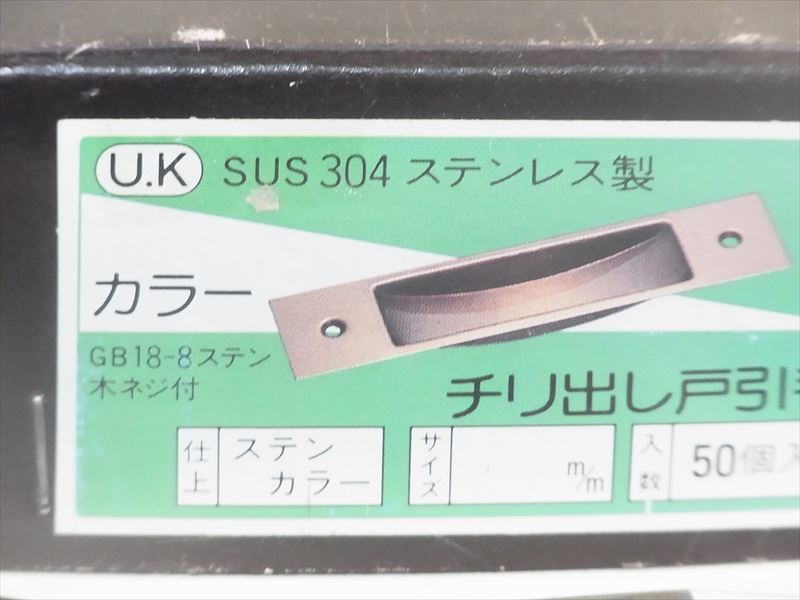 U.K SUS304 ステンレス製
カラー
GB18-8ステン
木ネジ付
チリ出し戸引
仕上 ステン
カラー
サイズ m/m
入数 50個入